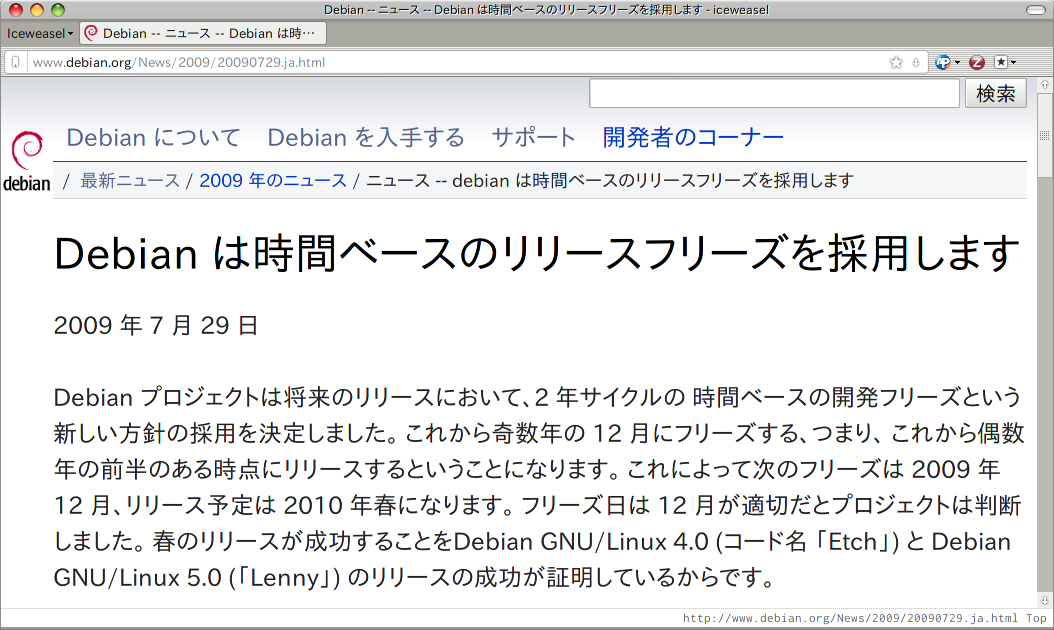 Debian -- ニュース -- Debian は時間ベースのリリースフリーズを採用します - iceweasel
Iceweasel Debian -- ニュース -- Debian は時…
www.debian.org/News/2009/20090729.ja.html
検索
Debian について Debian を入手する サポート 開発者のコーナー
debian / 最新ニュース / 2009 年のニュース / ニュース -- debian は時間ベースのリリースフリーズを採用します
Debian は時間ベースのリリースフリーズを採用します
2009 年 7 月 29 日
Debian プロジェクトは将来のリリースにおいて、2 年サイクルの 時間ベースの開発フリーズという
新しい方針の採用を決定しました。これから奇数年の 12 月にフリーズする、つまり、これから偶数
年の前半のある時点にリリースするということになります。これによって次のフリーズは 2009 年
12 月、リリース予定は 2010 年春になります。フリーズ日は 12 月が適切だとプロジェクトは判断
しました。春のリリースが成功することをDebian GNU/Linux 4.0 (コード名「Etch」) と Debian
GNU/Linux 5.0 (「Lenny」) のリリースの成功が証明しているからです。
http://www.debian.org/News/2009/20090729.ja.html Top